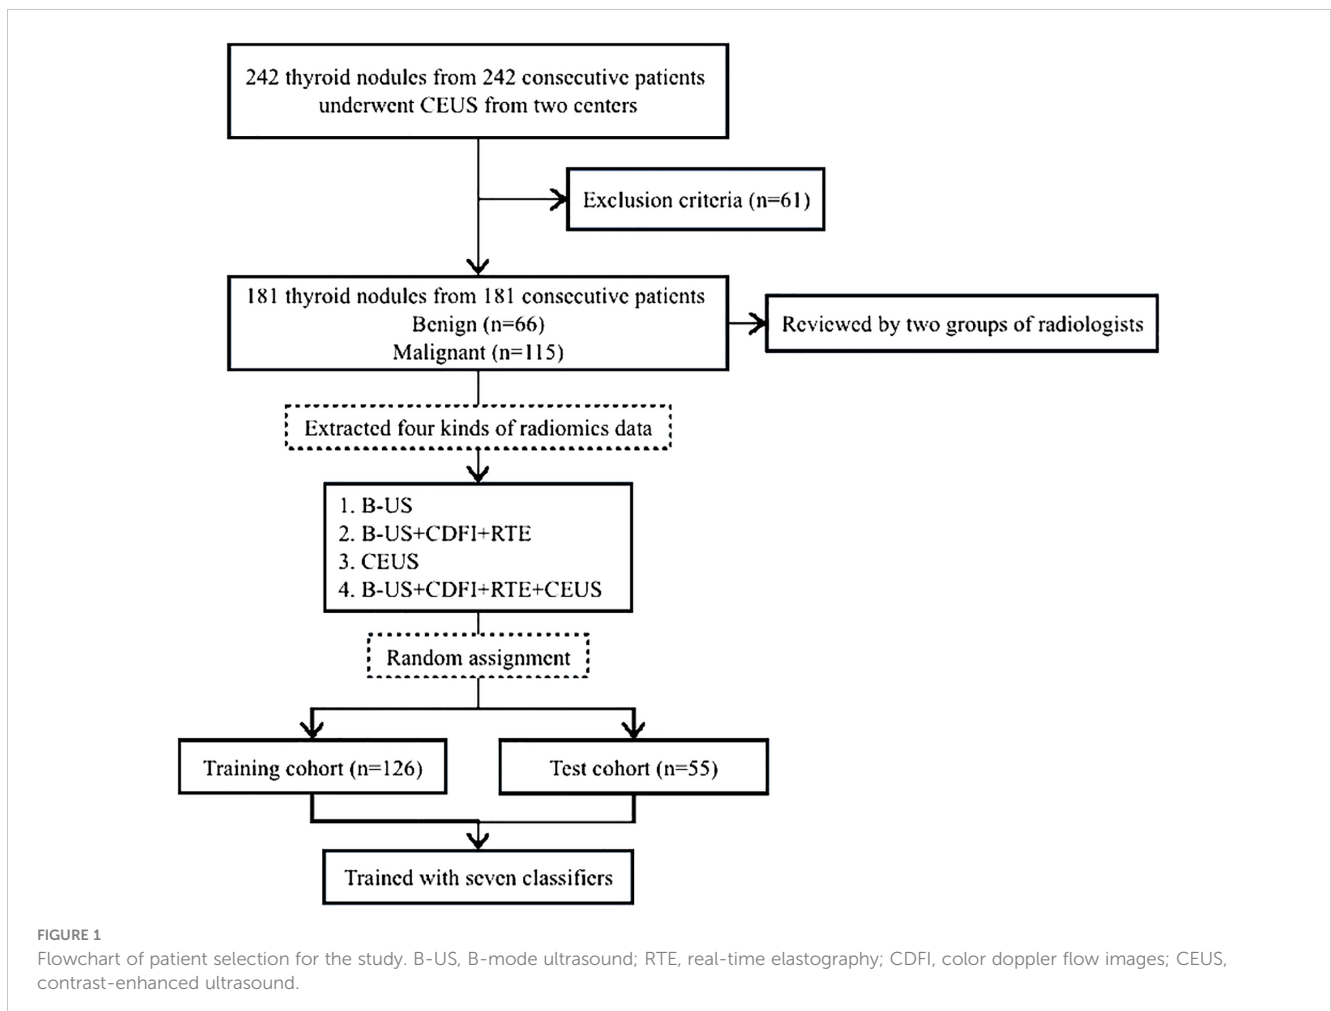 242 thyroid nodules from 242 consecutive patients
underwent CEUS from two centers
Exclusion criteria (n=61)
181 thyroid nodules from 181 consecutive patients
Benign (n=66)
Malignant (n=115)
Reviewed by two groups of radiologists
Extracted four kinds of radiomics data
1. B-US
2. B-US+CDFI+RTE
3. CEUS
4. B-US+CDFI+RTE+CEUS
Random assignment
Training cohort (n=126)
Test cohort (n=55)
Trained with seven classifiers
FIGURE 1
Flowchart of patient selection for the study. B-US, B-mode ultrasound; RTE, real-time elastography; CDFI, color doppler flow images; CEUS,
contrast-enhanced ultrasound.